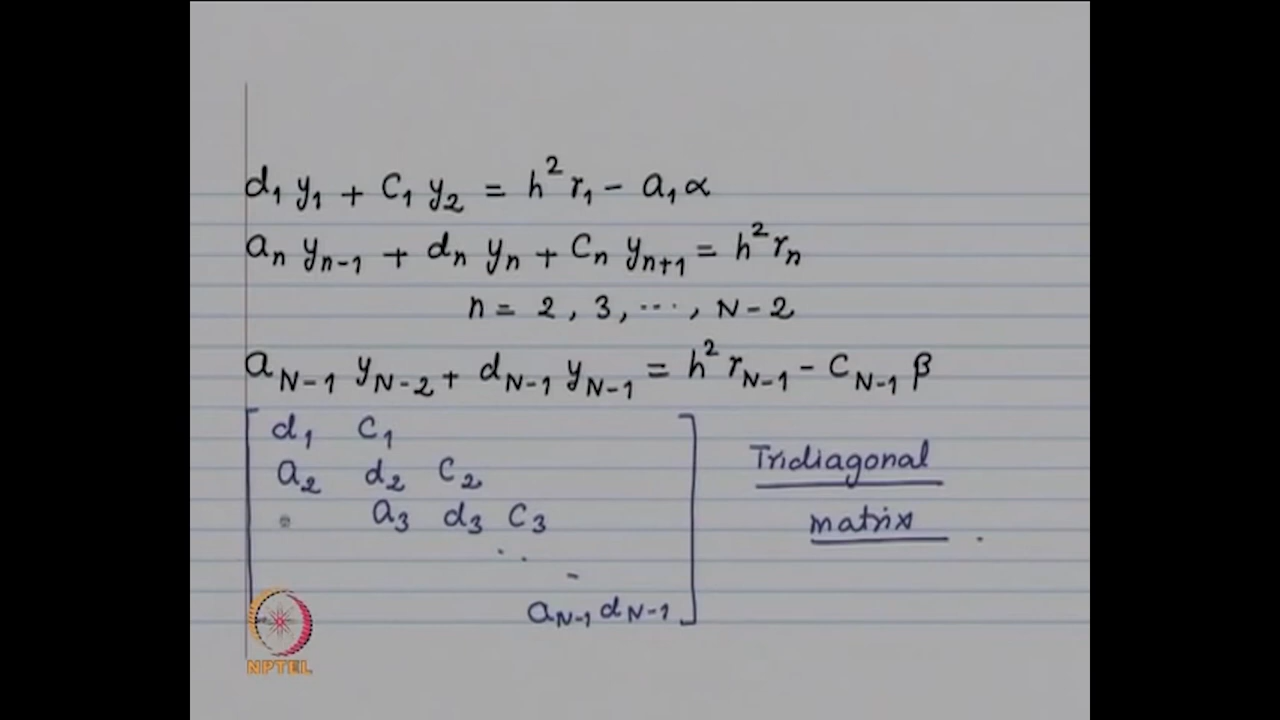 d₁ y₁ + C₁ y₂ = h² r₁ - a₁ α
aₙ yₙ₋₁ + dₙ yₙ + Cₙ yₙ₊₁ = h² rₙ
n = 2, 3, ..., N-2
a_{N-1} y_{N-2} + d_{N-1} y_{N-1} = h² r_{N-1} - C_{N-1} β
d₁ C₁
a₂ d₂ C₂
a₃ d₃ C₃
a_{N-1} d_{N-1}
Tridiagonal
matrix
NPTEL